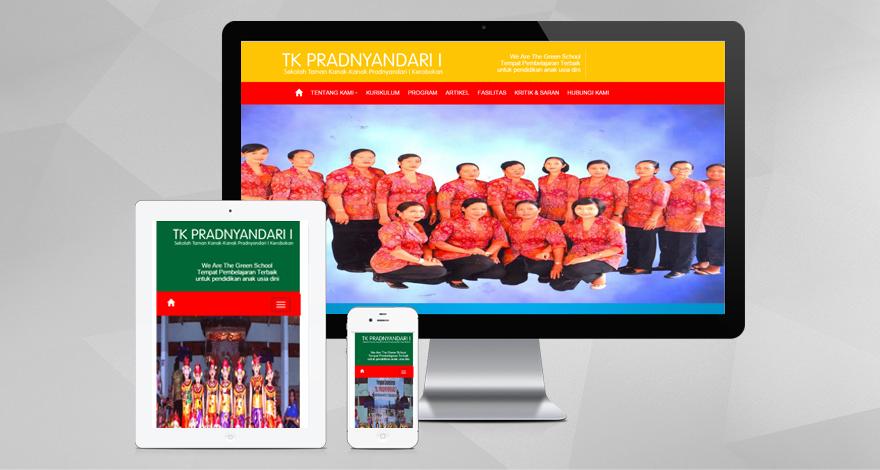 TK PRADNYANDARI I
Sekolah Taman Kanak-Kanak Pradnyandari I Kerobokan
We Are The Green School
Tempat Pembelajaran Terbaik
untuk pendidikan anak usia dini
TENTANG KAMI KURIKULUM PROGRAM ARTIKEL FASILITAS KRITIK & SARAN HUBUNGI KAMI
TK PRADNYANDARI I
Sekolah Taman Kanak-Kanak Pradnyandari I Kerobokan
We Are The Green School
Tempat Pembelajaran Terbaik
untuk pendidikan anak usia dini
TK PRADNYANDARI I
We Are The Green School
Tempat Pembelajaran Terbaik
untuk pendidikan anak usia dini